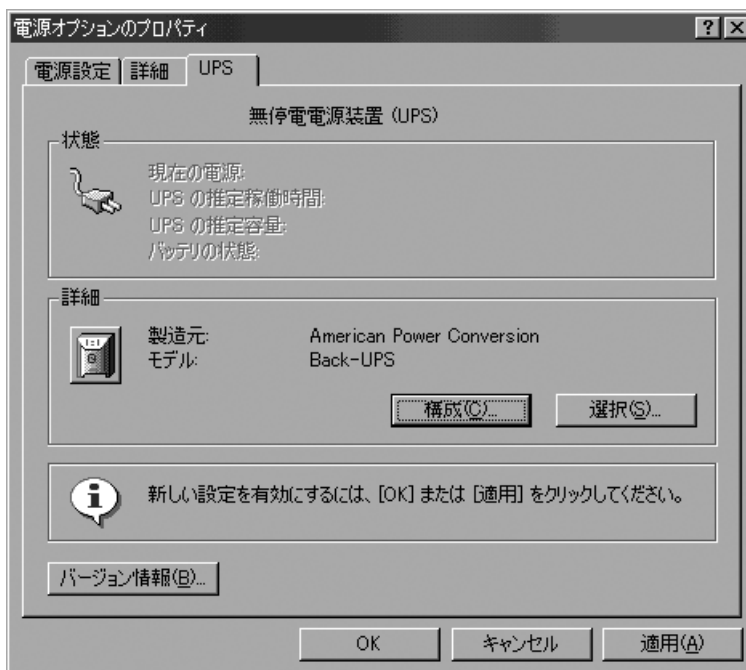 電源オプションのプロパティ
電源設定 詳細 UPS
無停電電源装置 (UPS)
状態
現在の電源:
UPS の推定稼働時間:
UPS の推定容量:
バッテリの状態:
詳細
製造元: American Power Conversion
モデル: Back-UPS
構成(C)... 選択(S)...
新しい設定を有効にするには、[OK] または [適用] をクリックしてください。
バージョン情報(B)...
OK キャンセル 適用(A)